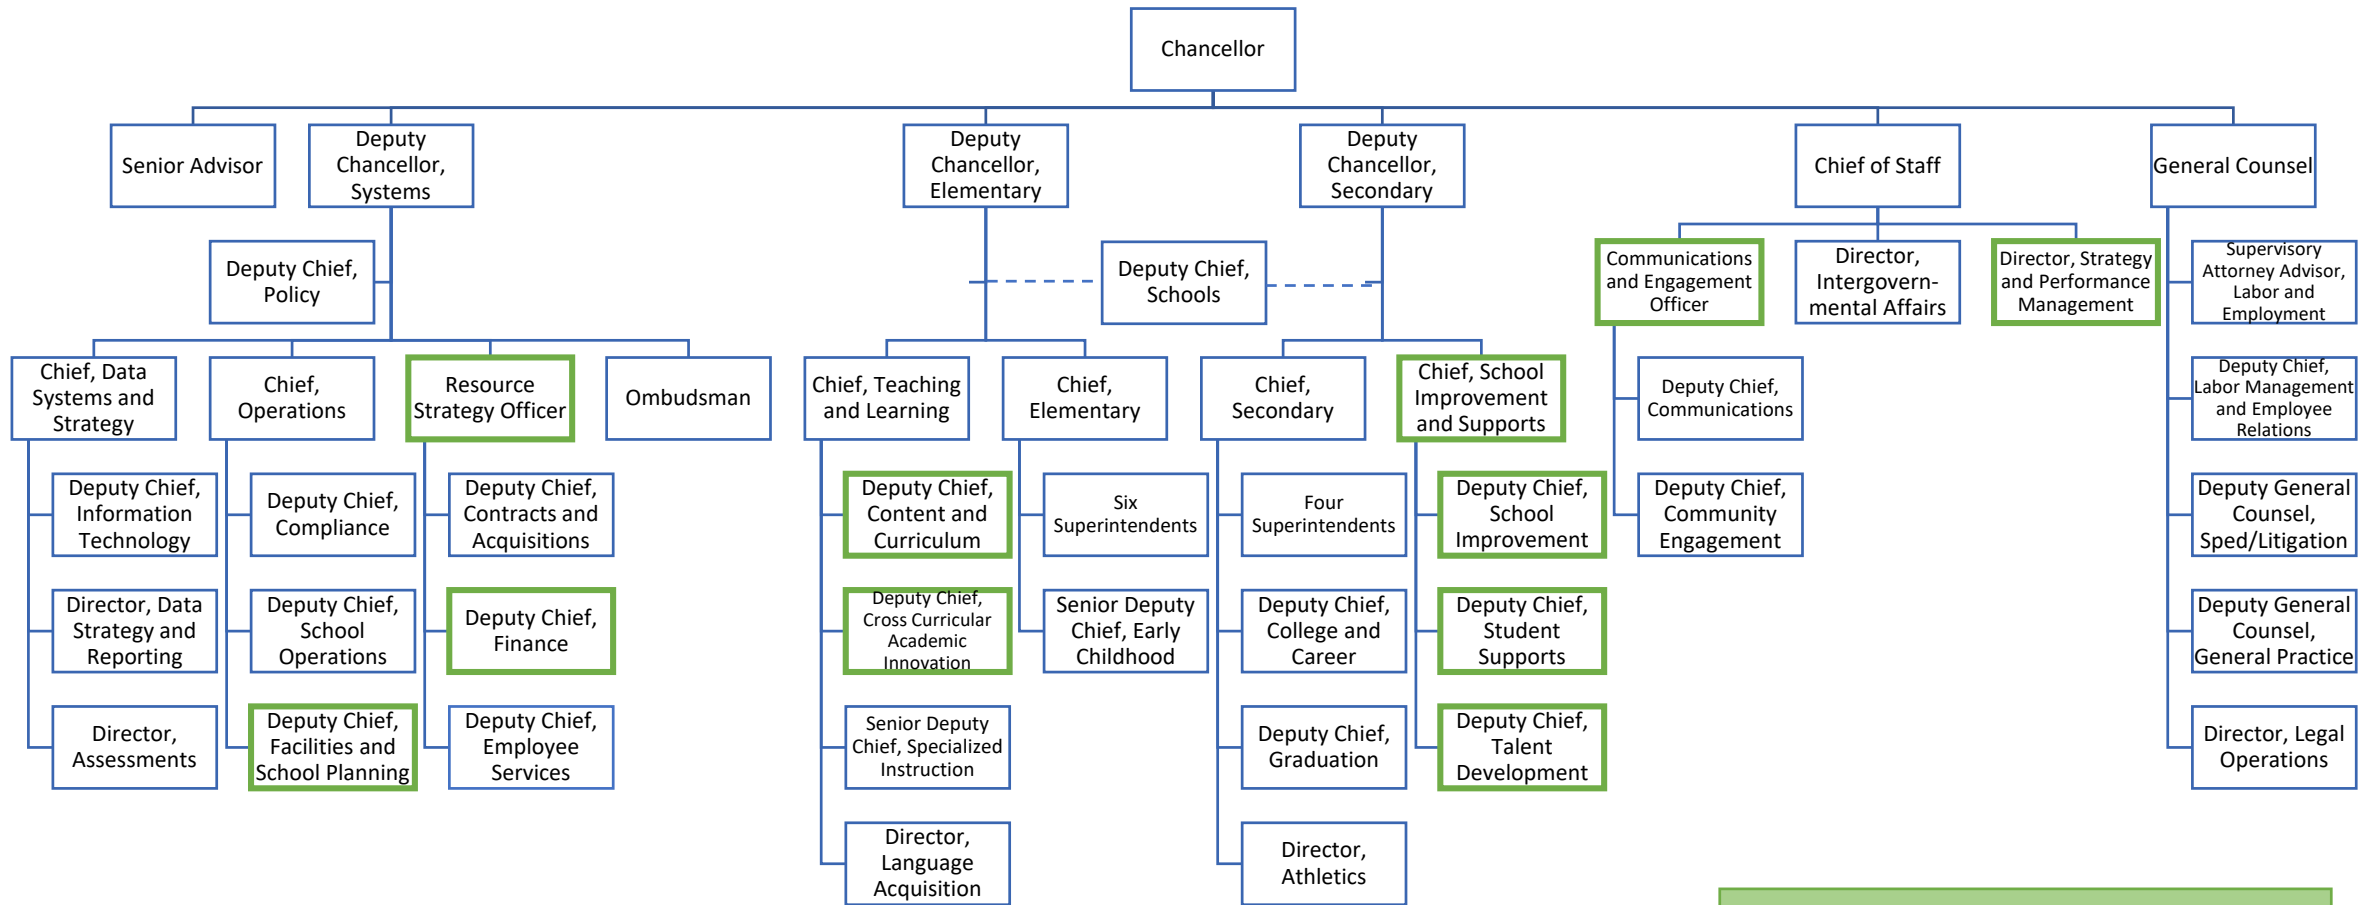 Chancellor
Senior Advisor
Deputy
Chancellor,
Systems
Deputy
Chancellor,
Elementary
Deputy
Chancellor,
Secondary
Chief of Staff
General Counsel
Deputy Chief,
Policy
Deputy Chief,
Schools
Communications
and Engagement
Officer
Director,
Intergovern-
mental Affairs
Director, Strategy
and Performance
Management
Supervisory
Attorney Advisor,
Labor and
Employment
Chief, Data
Systems and
Strategy
Chief,
Operations
Resource
Strategy Officer
Ombudsman
Chief, Teaching
and Learning
Chief,
Elementary
Chief,
Secondary
Chief, School
Improvement
and Supports
Deputy Chief,
Communications
Deputy Chief,
Labor Management
and Employee
Relations
Deputy Chief,
Information
Technology
Deputy Chief,
Compliance
Deputy Chief,
Contracts and
Acquisitions
Deputy Chief,
Content and
Curriculum
Six
Superintendents
Four
Superintendents
Deputy Chief,
School
Improvement
Deputy Chief,
Community
Engagement
Deputy General
Counsel,
Sped/Litigation
Director, Data
Strategy and
Reporting
Deputy Chief,
School
Operations
Deputy Chief,
Finance
Deputy Chief,
Cross Curricular
Academic
Innovation
Senior Deputy
Chief, Early
Childhood
Deputy Chief,
College and
Career
Deputy Chief,
Student
Supports
Deputy General
Counsel,
General Practice
Director,
Assessments
Deputy Chief,
Facilities and
School Planning
Deputy Chief,
Employee
Services
Senior Deputy
Chief, Specialized
Instruction
Deputy Chief,
Graduation
Deputy Chief,
Talent
Development
Director, Legal
Operations
Director,
Language
Acquisition
Director,
Athletics